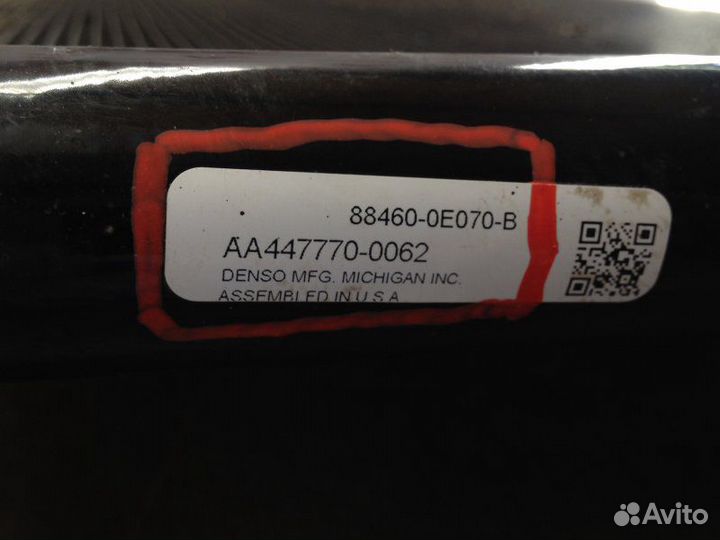 88460-0E070-B
AA447770-0062
DENSO MFG. MICHIGAN INC.
ASSEMBLED IN U.S.A.
Avito